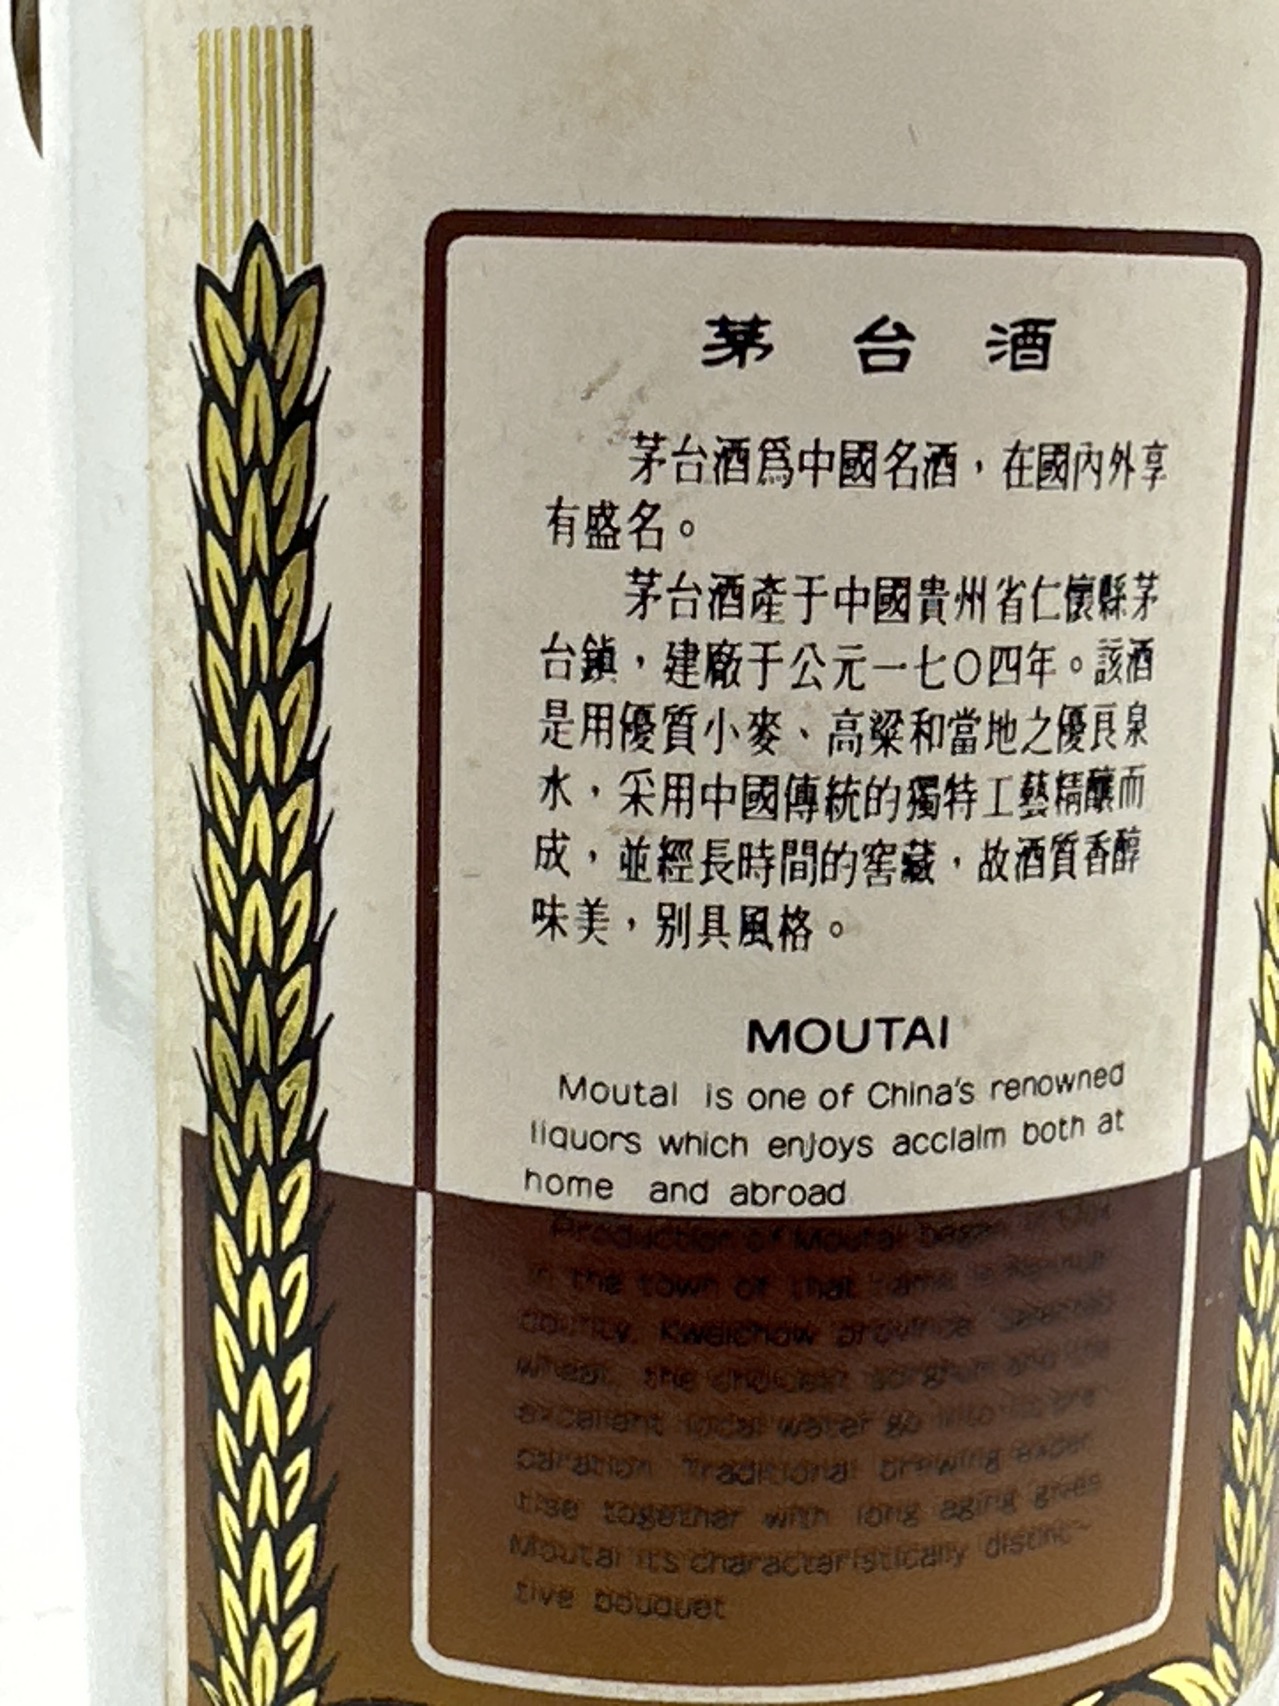 茅台酒
茅台酒爲中國名酒，在國內外享
有盛名。
茅台酒產于中國貴州省仁懷縣茅
台鎮，建廠于公元一七〇四年。該酒
是用優質小麥、高粱和當地之優良泉
水，采用中國傳統的獨特工藝精釀而
成，並經長時間的窖藏，故酒質香醇
味美，别具風格。
MOUTAI
Moutai is one of China's renowned
liquors which enjoys acclaim both at
home and abroad
Production of Moutai began in
in the town of that name in
county, Kweichow province Selected
wheat, the choicest sorghum and the
excellent local water go into its pre-
paration Traditional brewing exper
tise together with long aging gives
Moutai its characteristically distinc-
tive bouquet